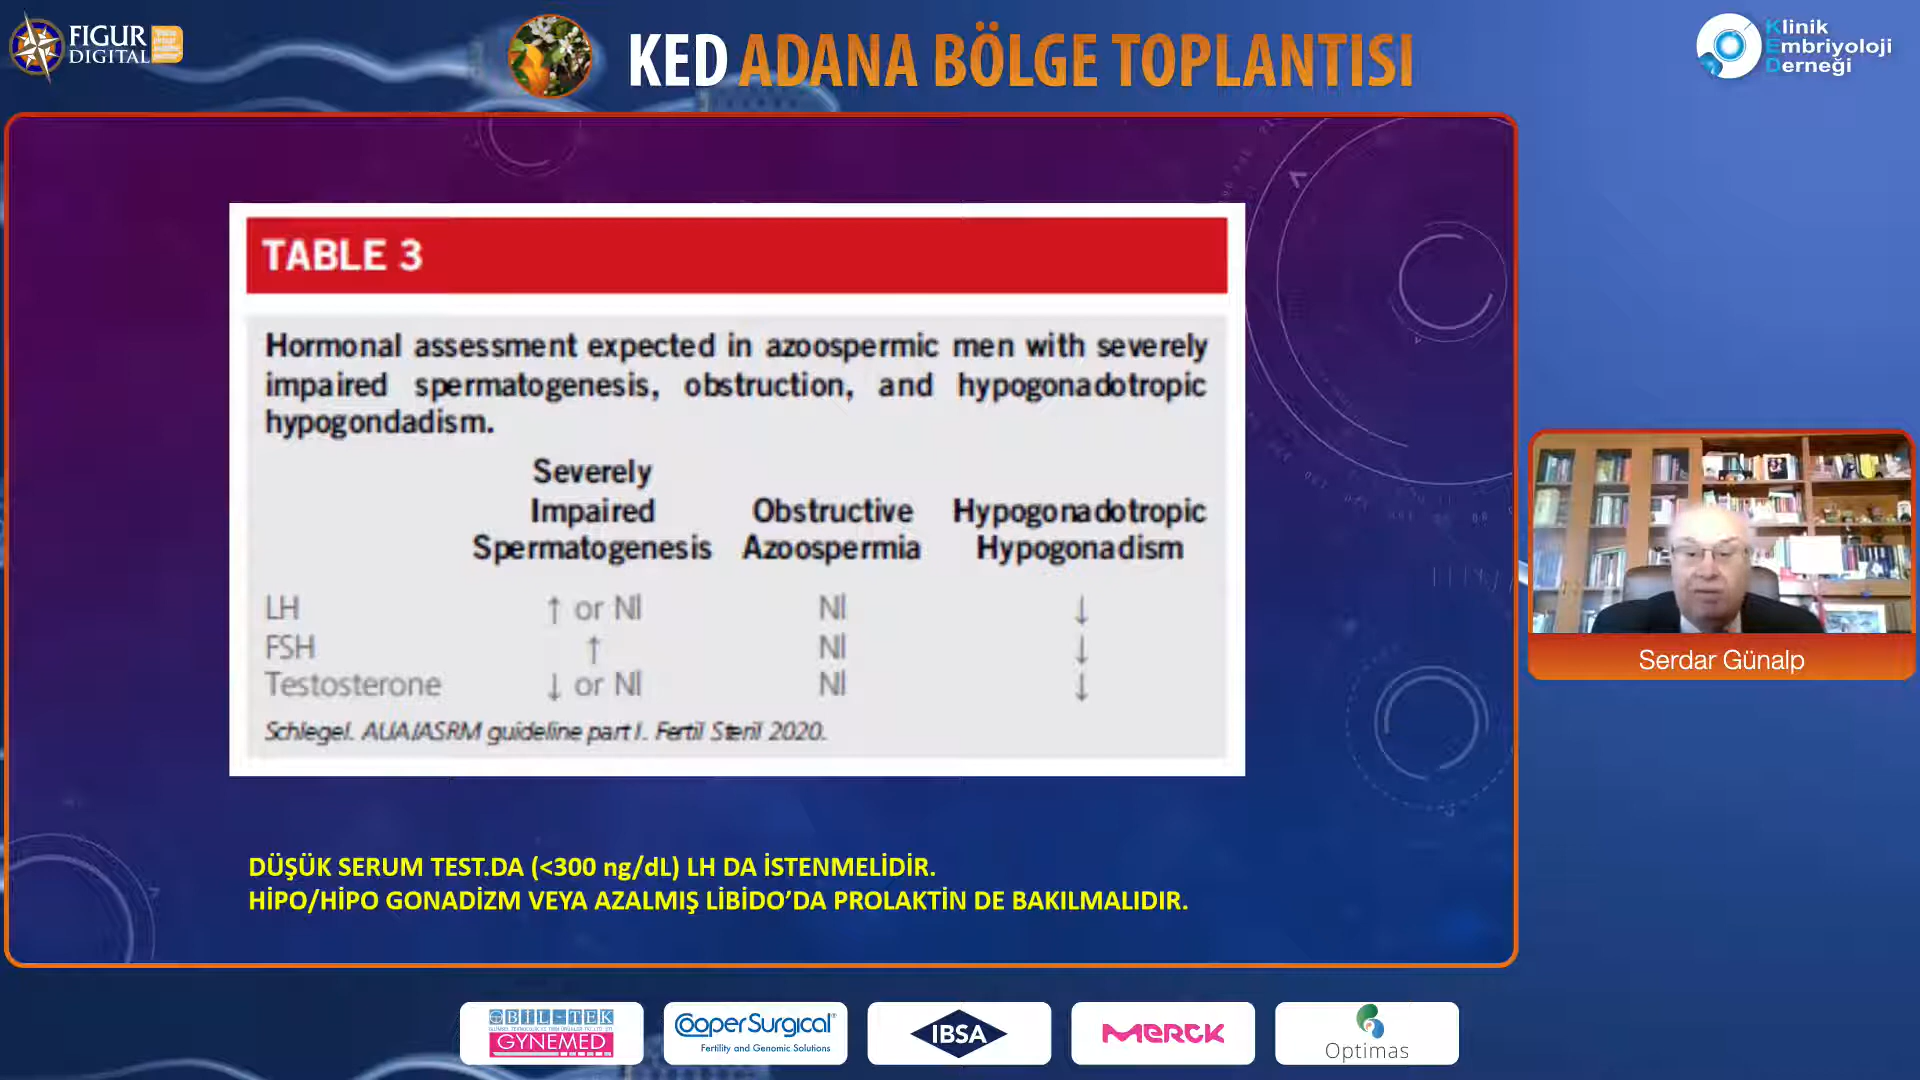 FIGUR
DIGITAL
KED ADANA BÖLGE TOPLANTISI
Klinik
Embriyoloji
Derneği
TABLE 3
Hormonal assessment expected in azoospermic men with severely
impaired spermatogenesis, obstruction, and hypogonadotropic
hypogondadism.
Severely
Impaired Obstructive Hypogonadotropic
Spermatogenesis Azoospermia Hypogonadism
LH ↑ or Nl Nl ↓
FSH ↑ Nl ↓
Testosterone ↓ or Nl Nl ↓
Schlegel. AUA/ASRM guideline part I. Fertil Steril 2020.
Serdar Günalp
DÜŞÜK SERUM TEST.DA (<300 ng/dL) LH DA İSTENMELİDİR.
HİPO/HİPO GONADİZM VEYA AZALMIŞ LİBİDO’DA PROLAKTİN DE BAKILMALIDIR.
BİL-TEK
GYNEMED
CooperSurgical®
Fertility and Genomic Solutions
IBSA
MERCK
Optimas